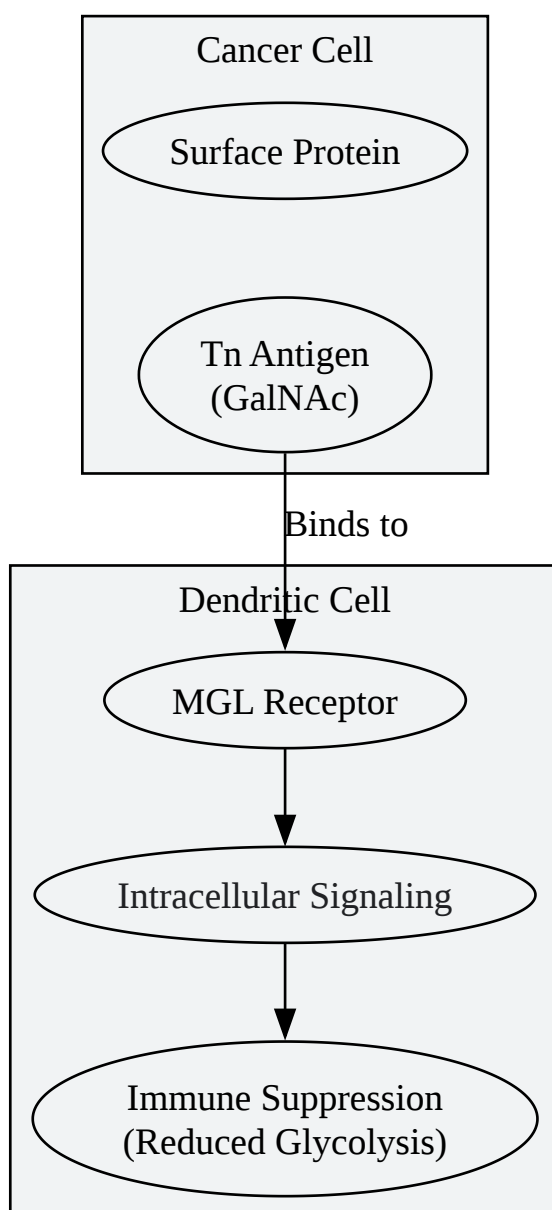 Cancer Cell
Surface Protein
Tn Antigen
(GalNAc)
Binds to
Dendritic Cell
MGL Receptor
Intracellular Signaling
Immune Suppression
(Reduced Glycolysis)